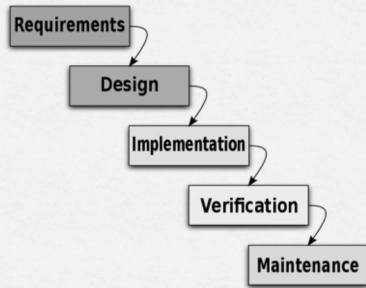 Requirements
Design
Implementation
Verification
Maintenance